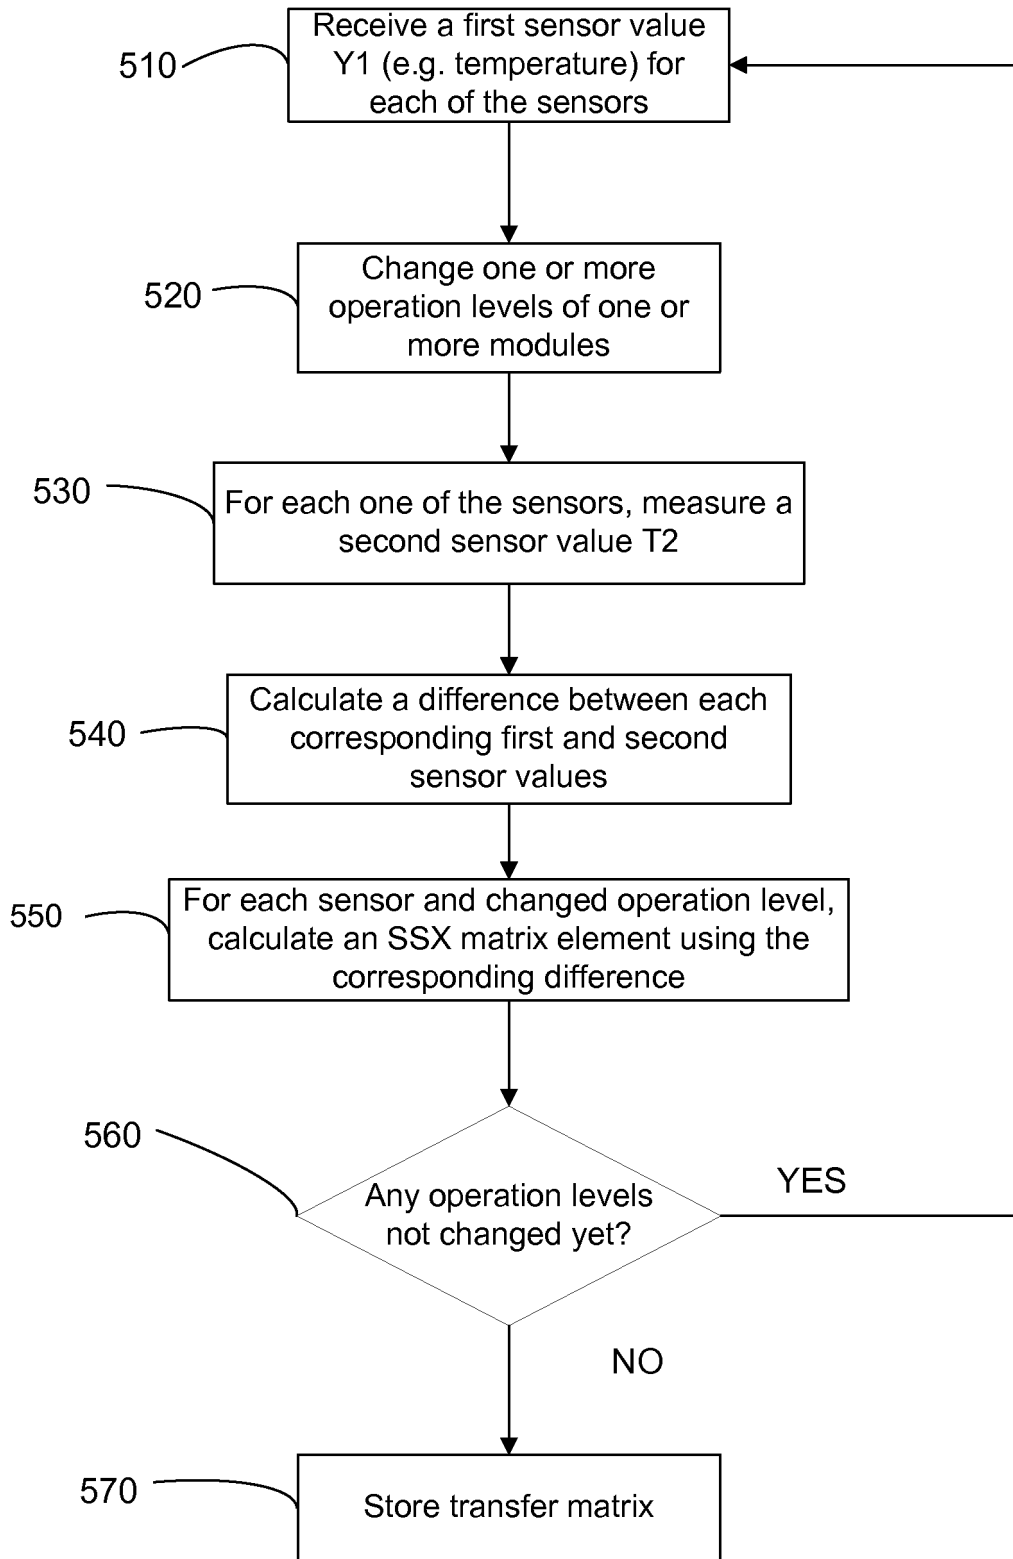 510
Receive a first sensor value
Y1 (e.g. temperature) for
each of the sensors
520
Change one or more
operation levels of one or
more modules
530
For each one of the sensors, measure a
second sensor value T2
540
Calculate a difference between each
corresponding first and second
sensor values
550
For each sensor and changed operation level,
calculate an SSX matrix element using the
corresponding difference
560
Any operation levels
not changed yet?
YES
NO
570
Store transfer matrix